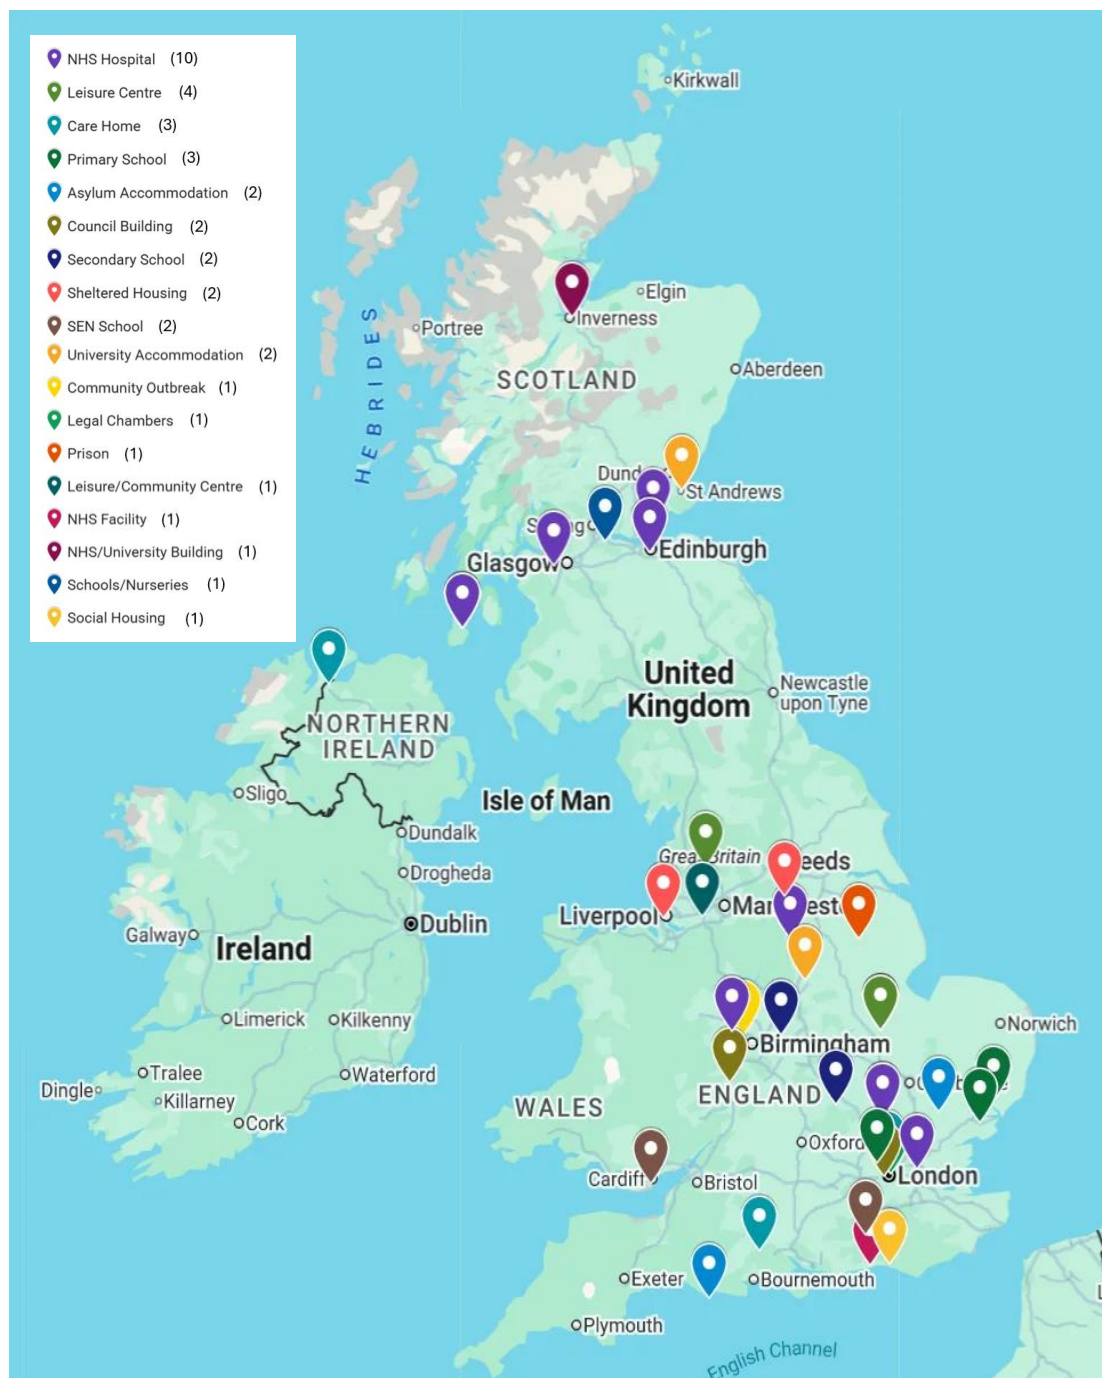 NHS Hospital (10)
Leisure Centre (4)
Care Home (3)
Primary School (3)
Asylum Accommodation (2)
Council Building (2)
Secondary School (2)
Sheltered Housing (2)
SEN School (2)
University Accommodation (2)
Community Outbreak (1)
Legal Chambers (1)
Prison (1)
Leisure/Community Centre (1)
NHS Facility (1)
NHS/University Building (1)
Schools/Nurseries (1)
Social Housing (1)
Kirkwall
Elgin
Inverness
Portree
HEBRIDES
Aberdeen
SCOTLAND
St Andrews
Edinburgh
Glasgow
United
Kingdom
Newcastle
upon Tyne
NORTHERN
IRELAND
Sligo
Isle of Man
Dundalk
Drogheda
Dublin
Galway
Ireland
Liverpool
Limerick
Kilkenny
Norwich
Birmingham
Tralee
Waterford
Dingle
Killarney
Cork
WALES
ENGLAND
Oxford
London
Cardiff
Bristol
Exeter
Bournemouth
Plymouth
English Channel